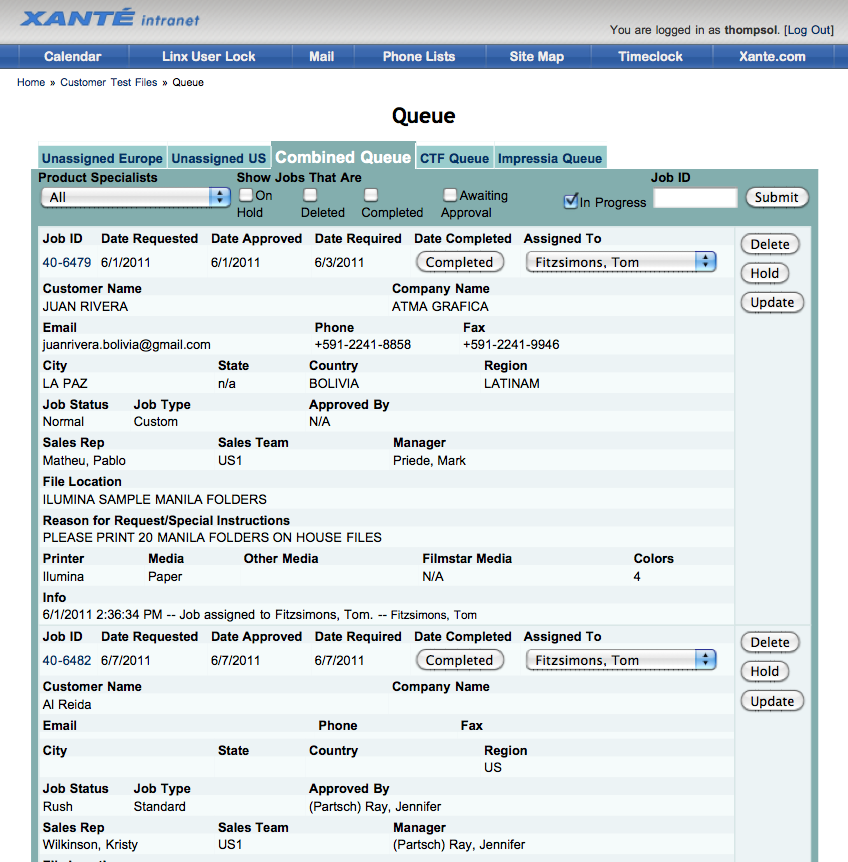 XANTÉ intranet
You are logged in as thompsol. [Log Out]
Calendar Linx User Lock Mail Phone Lists Site Map Timeclock Xante.com
Home » Customer Test Files » Queue
Queue
Unassigned Europe Unassigned US Combined Queue CTF Queue Impressia Queue
Product Specialists Show Jobs That Are Job ID
All On Hold Deleted Completed Awaiting Approval In Progress Submit
Job ID Date Requested Date Approved Date Required Date Completed Assigned To
40-6479 6/1/2011 6/1/2011 6/3/2011 Completed Fitzsimons, Tom
Delete
Hold
Update
Customer Name Company Name
JUAN RIVERA ATMA GRAFICA
Email Phone Fax
juanrivera.bolivia@gmail.com +591-2241-8858 +591-2241-9946
City State Country Region
LA PAZ n/a BOLIVIA LATINAM
Job Status Job Type Approved By
Normal Custom N/A
Sales Rep Sales Team Manager
Matheu, Pablo US1 Priede, Mark
File Location
ILUMINA SAMPLE MANILA FOLDERS
Reason for Request/Special Instructions
PLEASE PRINT 20 MANILA FOLDERS ON HOUSE FILES
Printer Media Other Media Filmstar Media Colors
Ilumina Paper N/A 4
Info
6/1/2011 2:36:34 PM -- Job assigned to Fitzsimons, Tom. -- Fitzsimons, Tom
Job ID Date Requested Date Approved Date Required Date Completed Assigned To
40-6482 6/7/2011 6/7/2011 6/7/2011 Completed Fitzsimons, Tom
Delete
Hold
Update
Customer Name Company Name
Al Reida
Email Phone Fax
City State Country Region
US
Job Status Job Type Approved By
Rush Standard (Partsch) Ray, Jennifer
Sales Rep Sales Team Manager
Wilkinson, Kristy US1 (Partsch) Ray, Jennifer